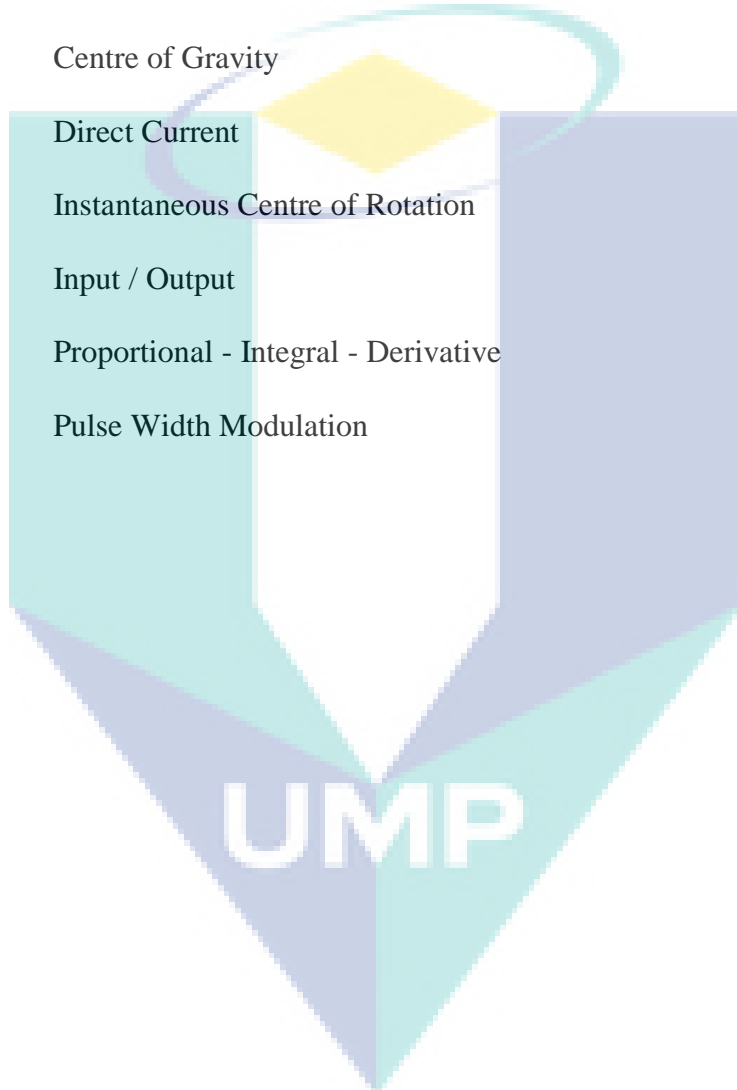 Centre of Gravity
Direct Current
Instantaneous Centre of Rotation
Input / Output
Proportional - Integral - Derivative
Pulse Width Modulation
UMP